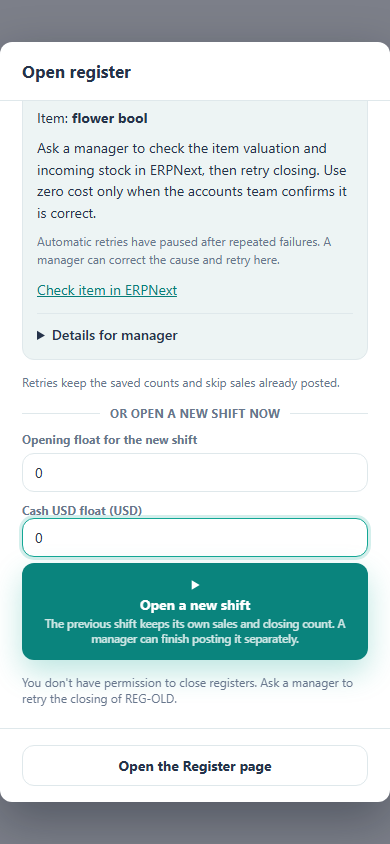 Open register
Item: flower bool
Ask a manager to check the item valuation and
incoming stock in ERPNext, then retry closing. Use
zero cost only when the accounts team confirms it
is correct.
Automatic retries have paused after repeated failures. A
manager can correct the cause and retry here.
Check item in ERPNext
Details for manager
Retries keep the saved counts and skip sales already posted.
OR OPEN A NEW SHIFT NOW
Opening float for the new shift
0
Cash USD float (USD)
0
Open a new shift
The previous shift keeps its own sales and closing count. A
manager can finish posting it separately.
You don't have permission to close registers. Ask a manager to
retry the closing of REG-OLD.
Open the Register page